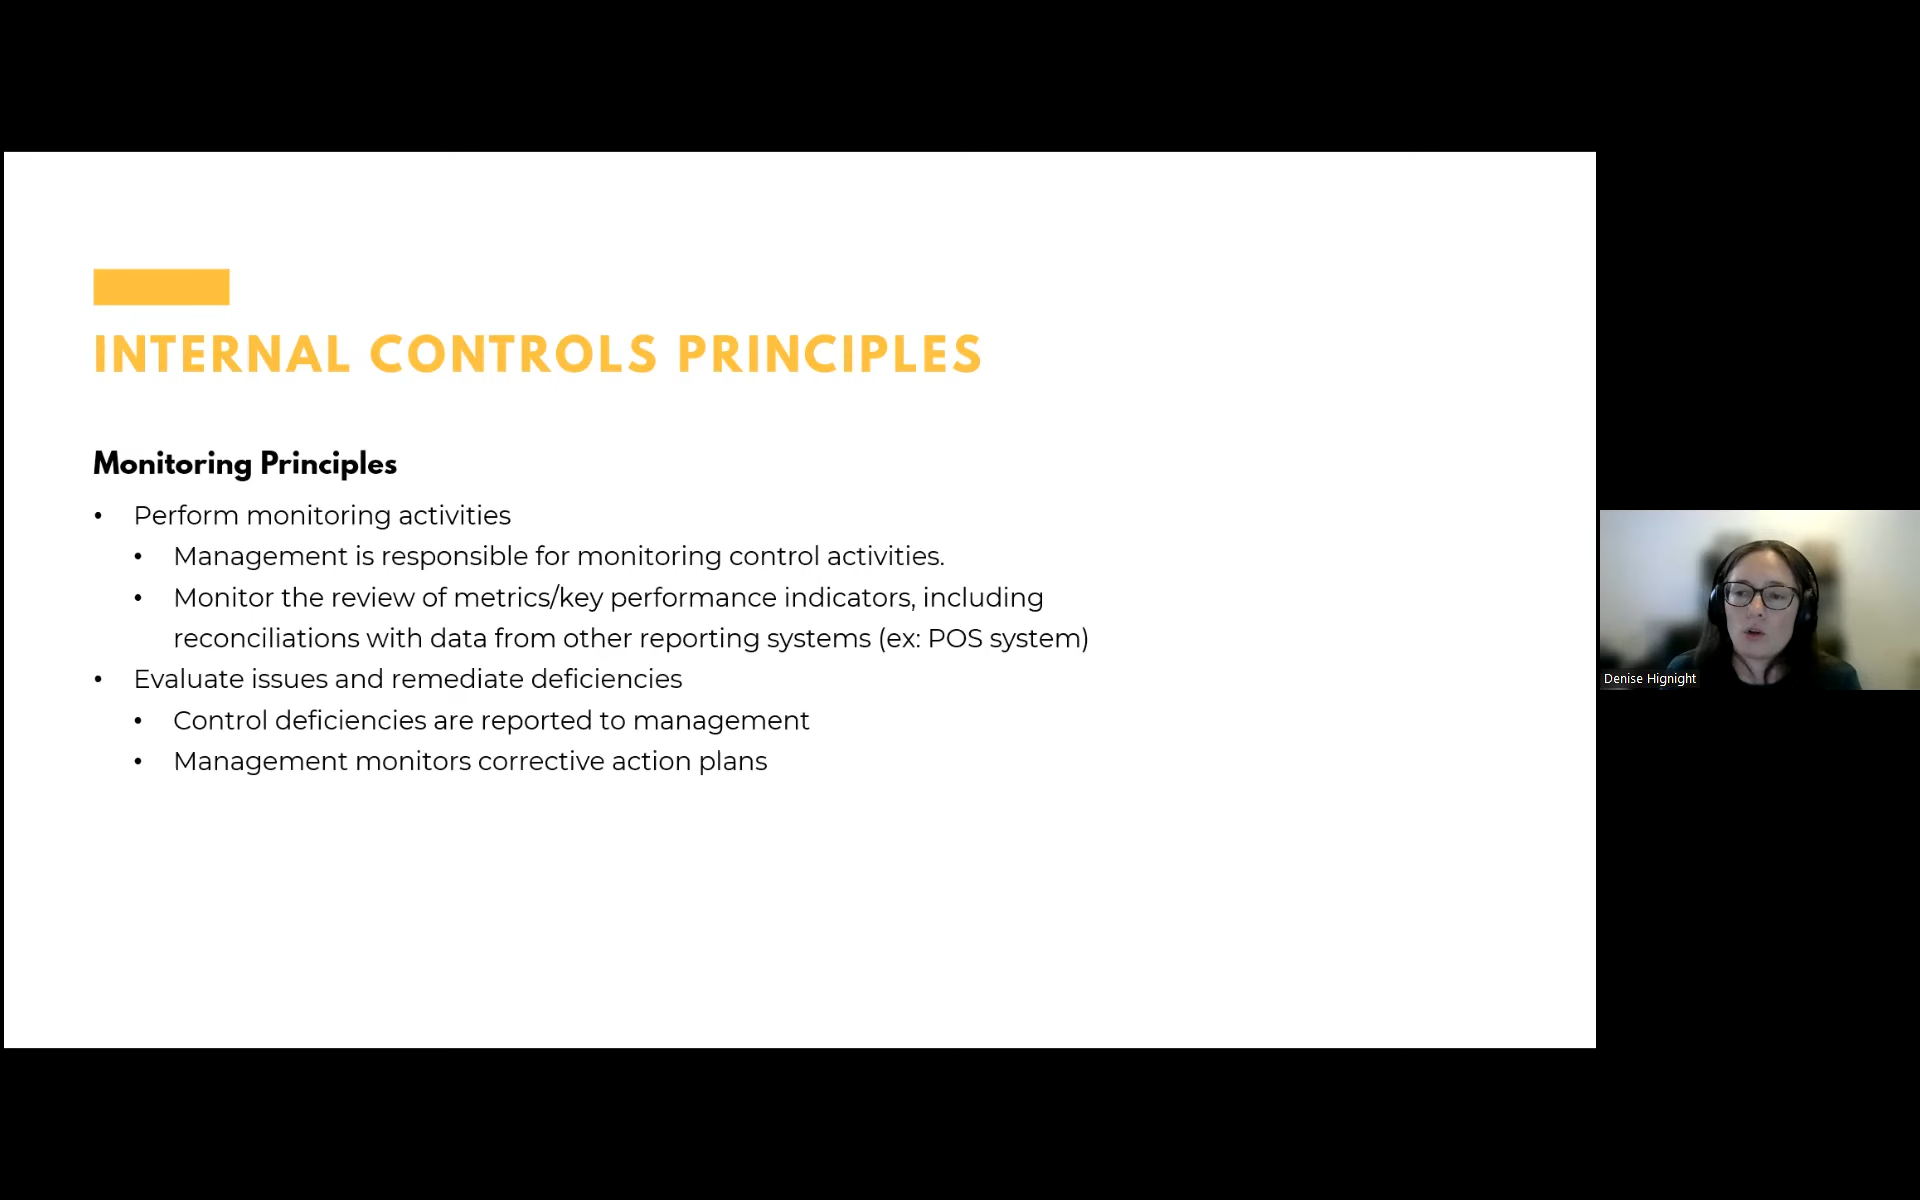 INTERNAL CONTROLS PRINCIPLES
Monitoring Principles
• Perform monitoring activities
• Management is responsible for monitoring control activities.
• Monitor the review of metrics/key performance indicators, including
reconciliations with data from other reporting systems (ex: POS system)
• Evaluate issues and remediate deficiencies
• Control deficiencies are reported to management
• Management monitors corrective action plans
Denise Hignight